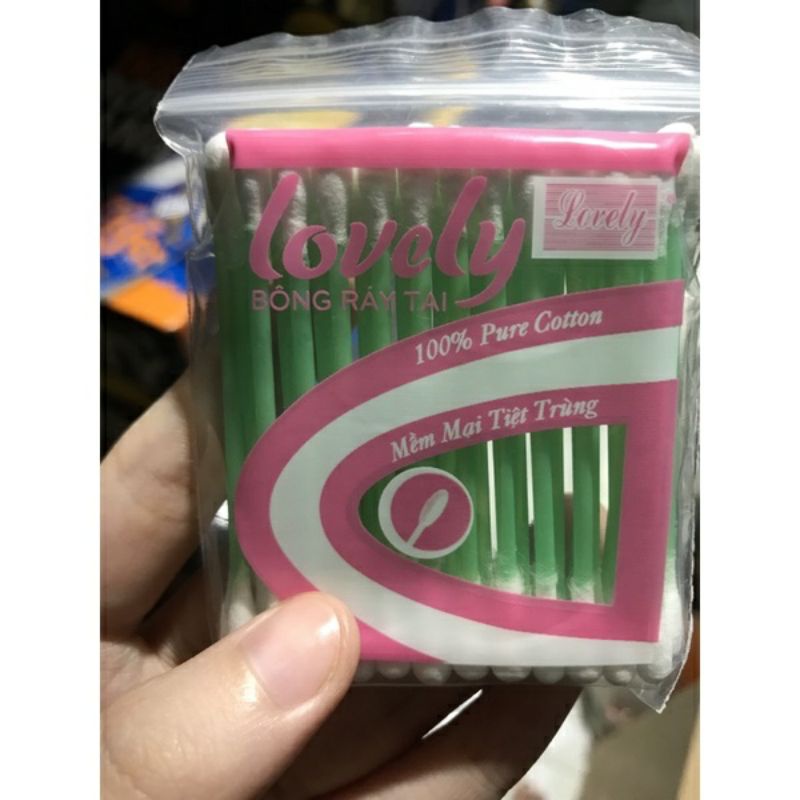 lovely
Lovely
BÔNG RÁY TAI
100% Pure Cotton
Mềm Mại Tiệt Trùng